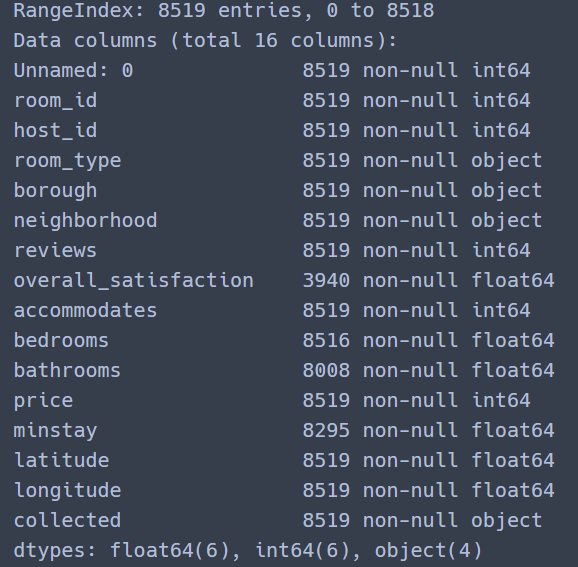 RangeIndex: 8519 entries, 0 to 8518
Data columns (total 16 columns):
Unnamed: 0 8519 non-null int64
room_id 8519 non-null int64
host_id 8519 non-null int64
room_type 8519 non-null object
borough 8519 non-null object
neighborhood 8519 non-null object
reviews 8519 non-null int64
overall_satisfaction 3940 non-null float64
accommodates 8519 non-null int64
bedrooms 8516 non-null float64
bathrooms 8008 non-null float64
price 8519 non-null int64
minstay 8295 non-null float64
latitude 8519 non-null float64
longitude 8519 non-null float64
collected 8519 non-null object
dtypes: float64(6), int64(6), object(4)